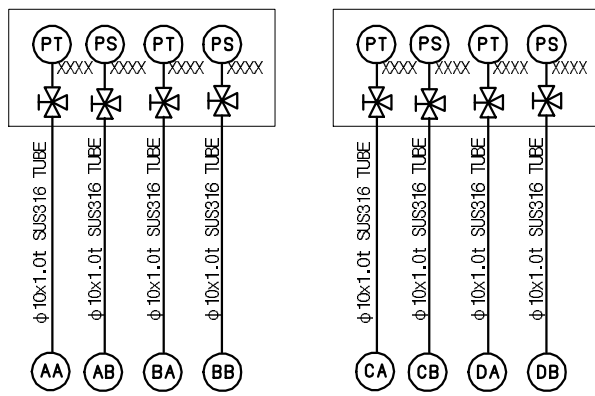 PT PS PT PS PT PS PT PS
XXXX XXXX XXXX XXXX XXXX XXXX XXXX XXXX
φ10x1.0t SUS316 TUBE
φ10x1.0t SUS316 TUBE
φ10x1.0t SUS316 TUBE
φ10x1.0t SUS316 TUBE
φ10x1.0t SUS316 TUBE
φ10x1.0t SUS316 TUBE
φ10x1.0t SUS316 TUBE
φ10x1.0t SUS316 TUBE
AA AB BA BB CA CB DA DB